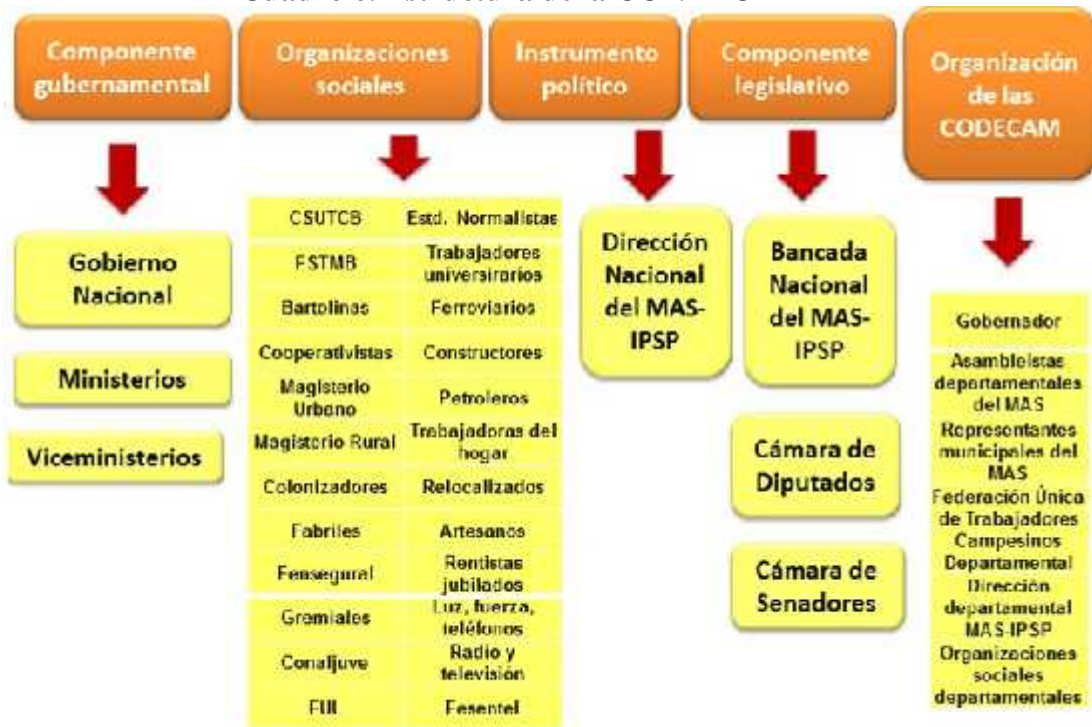 Componente
gubernamental
Organizaciones
sociales
Instrumento
político
Componente
legislativo
Organización
de las
CODECAM
Gobierno
Nacional
Ministerios
Viceministerios
CSUTCB
Estd. Normalistas
FSTMB
Trabajadores
universirarios
Bartolinas
Ferroviarios
Cooperativistas
Constructores
Magisterio
Urbano
Petroleros
Magisterio Rural
Trabajadoras del
hogar
Colonizadores
Relocalizados
Fabriles
Artesanos
Fensegural
Rentistas
jubilados
Gremiales
Luz, fuerza,
teléfonos
Conaljuve
Radio y
televisión
FUL
Fesentel
Dirección
Nacional
del MAS-
IPSP
Bancada
Nacional
del MAS-
IPSP
Cámara de
Diputados
Cámara de
Senadores
Gobernador
Asambleistas
departamentales
del MAS
Representantes
municipales del
MAS
Federación Única
de Trabajadores
Campesinos
Departamental
Dirección
departamental
MAS-IPSP
Organizaciones
sociales
departamentales